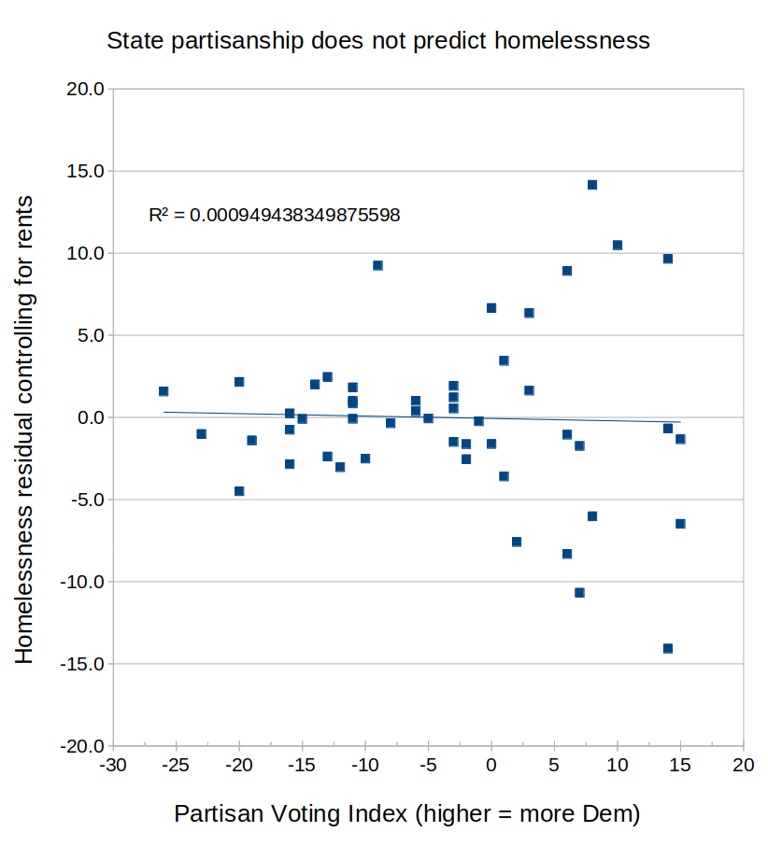 State partisanship does not predict homelessness
Homelessness residual controlling for rents
20.0
15.0
R² = 0.000949438349875598
10.0
5.0
0.0
-5.0
-10.0
-15.0
-20.0
-30 -25 -20 -15 -10 -5 0 5 10 15 20
Partisan Voting Index (higher = more Dem)